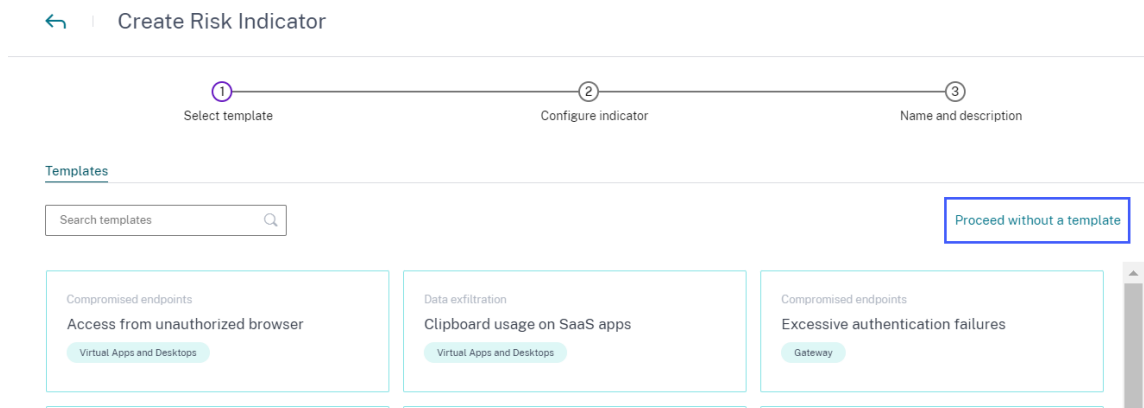 Create Risk Indicator
1
2
3
Select template
Configure indicator
Name and description
Templates
Search templates
Proceed without a template
Compromised endpoints
Access from unauthorized browser
Virtual Apps and Desktops
Data exfiltration
Clipboard usage on SaaS apps
Virtual Apps and Desktops
Compromised endpoints
Excessive authentication failures
Gateway